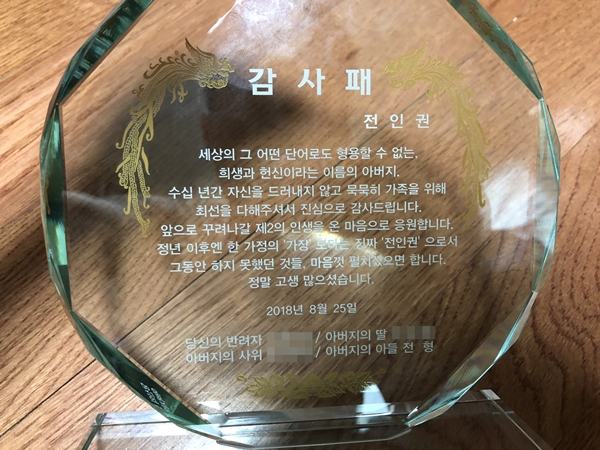 감 사 패
전 인 권
세상의 그 어떤 단어로도 형용할 수 없는,
희생과 헌신이라는 이름의 아버지.
수십 년간 자신을 드러내지 않고 묵묵히 가족을 위해
최선을 다해주셔서 진심으로 감사드립니다.
앞으로 꾸려나갈 제2의 인생을 온 마음으로 응원합니다.
정년 이후엔 한 가정의 '가장' 보다는 진짜 '전인권' 으로서
그동안 하지 못했던 것들, 마음껏 펼치셨으면 합니다.
정말 고생 많으셨습니다.
2018년 8월 25일
당신의 반려자 / 아버지의 딸
아버지의 사위 / 아버지의 아들 전 형